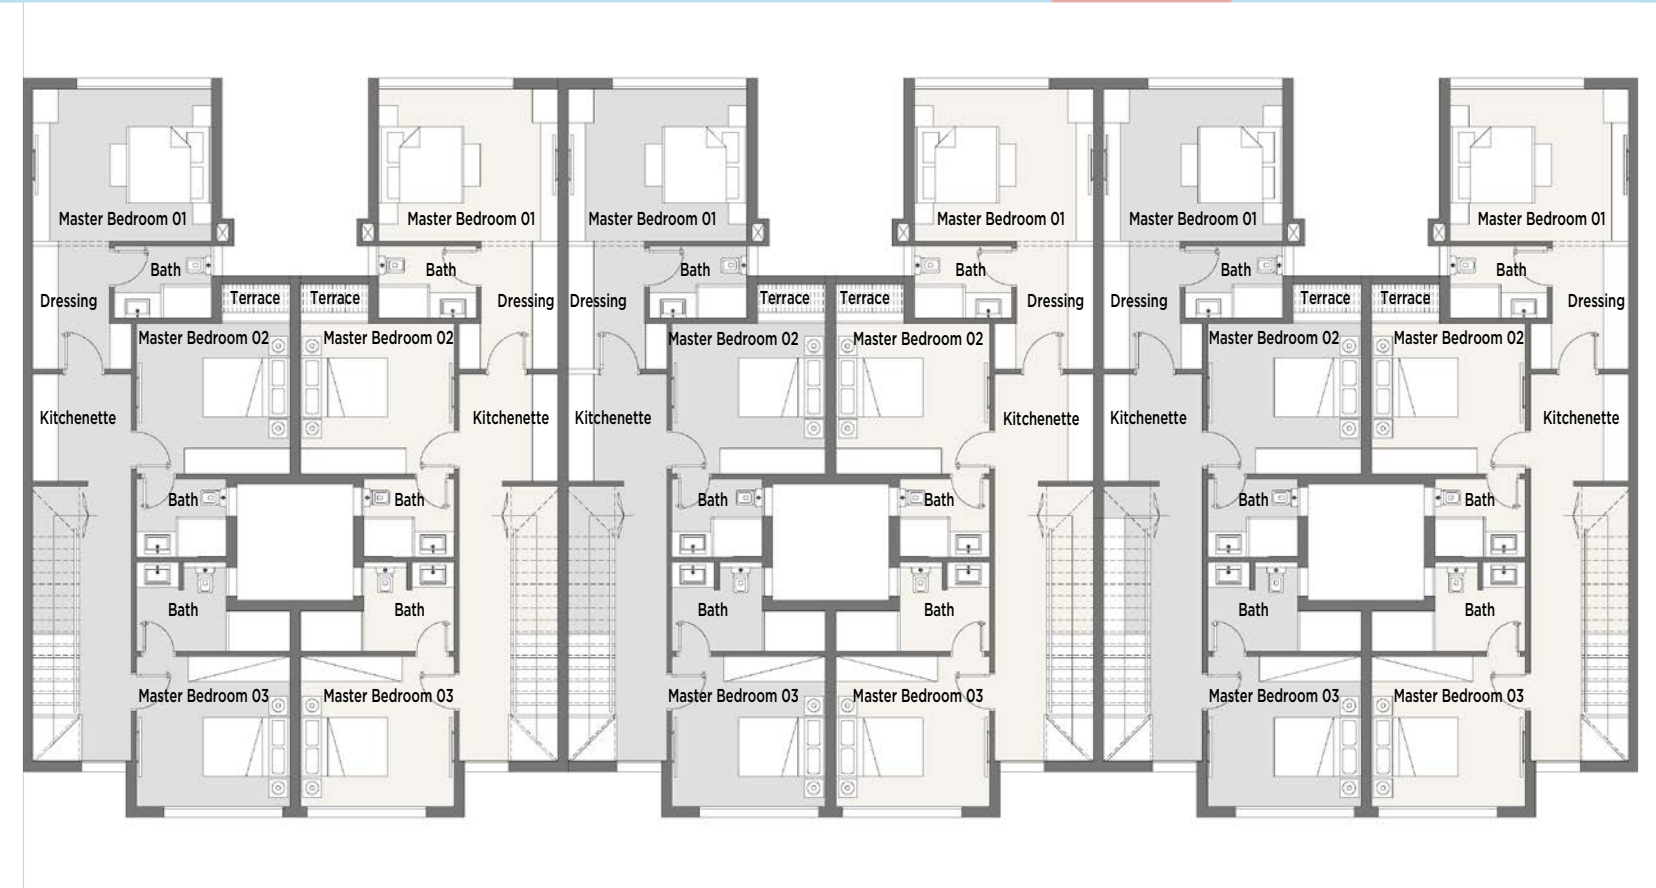 Master Bedroom 01
Master Bedroom 01
Master Bedroom 01
Master Bedroom 01
Master Bedroom 01
Master Bedroom 01
Bath
Bath
Bath
Bath
Bath
Bath
Dressing
Terrace
Terrace
Dressing
Dressing
Terrace
Terrace
Dressing
Dressing
Terrace
Terrace
Dressing
Master Bedroom 02
Master Bedroom 02
Master Bedroom 02
Master Bedroom 02
Master Bedroom 02
Master Bedroom 02
Kitchenette
Kitchenette
Kitchenette
Kitchenette
Kitchenette
Kitchenette
Bath
Bath
Bath
Bath
Bath
Bath
Bath
Bath
Bath
Bath
Bath
Bath
Master Bedroom 03
Master Bedroom 03
Master Bedroom 03
Master Bedroom 03
Master Bedroom 03
Master Bedroom 03